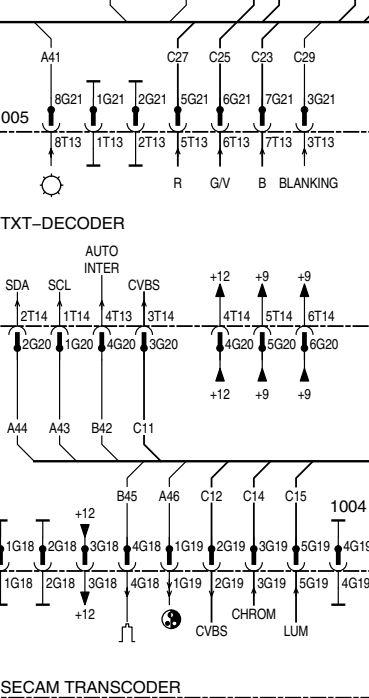 A41 C27 C25 C23 C29
8G21 1G21 2G21 5G21 6G21 7G21 3G21
005
8T13 1T13 2T13 5T13 6T13 7T13 3T13
R G/V B BLANKING
TXT–DECODER
AUTO
INTER
SDA SCL CVBS +12 +9 +9
2T14 1T14 4T13 3T14 4T14 5T14 6T14
2G20 1G20 4G20 3G20 4G20 5G20 6G20
+12 +9 +9
A44 A43 B42 C11
B45 A46 C12 C14 C15
1004
+12
1G18 2G18 3G18 4G18 1G19 2G19 3G19 5G19 4G19
1G18 2G18 3G18 4G18 1G19 2G19 3G19 5G19 4G19
+12
CHROM
CVBS LUM
SECAM TRANSCODER